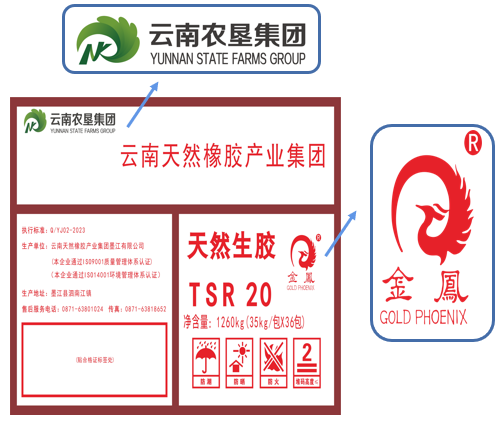 云南农垦集团
YUNNAN STATE FARMS GROUP
云南农垦集团
YUNNAN STATE FARMS GROUP
云南天然橡胶产业集团
执行标准：Q/YJ02-2023
生产单位：云南天然橡胶产业集团墨江有限公司
（本企业通过ISO9001质量管理体系认证）
（本企业通过ISO14001环境管理体系认证）
生产地址：墨江县泗南江镇
售后服务电话：0871-63801024 传真：0871-63818652
（贴合格证标签处）
天然生胶
®
金鳳
GOLD PHOENIX
TSR 20
净含量：1260kg(35kg/包X36包)
防潮
防晒
防火
2
堆码高度
®
金鳳
GOLD PHOENIX